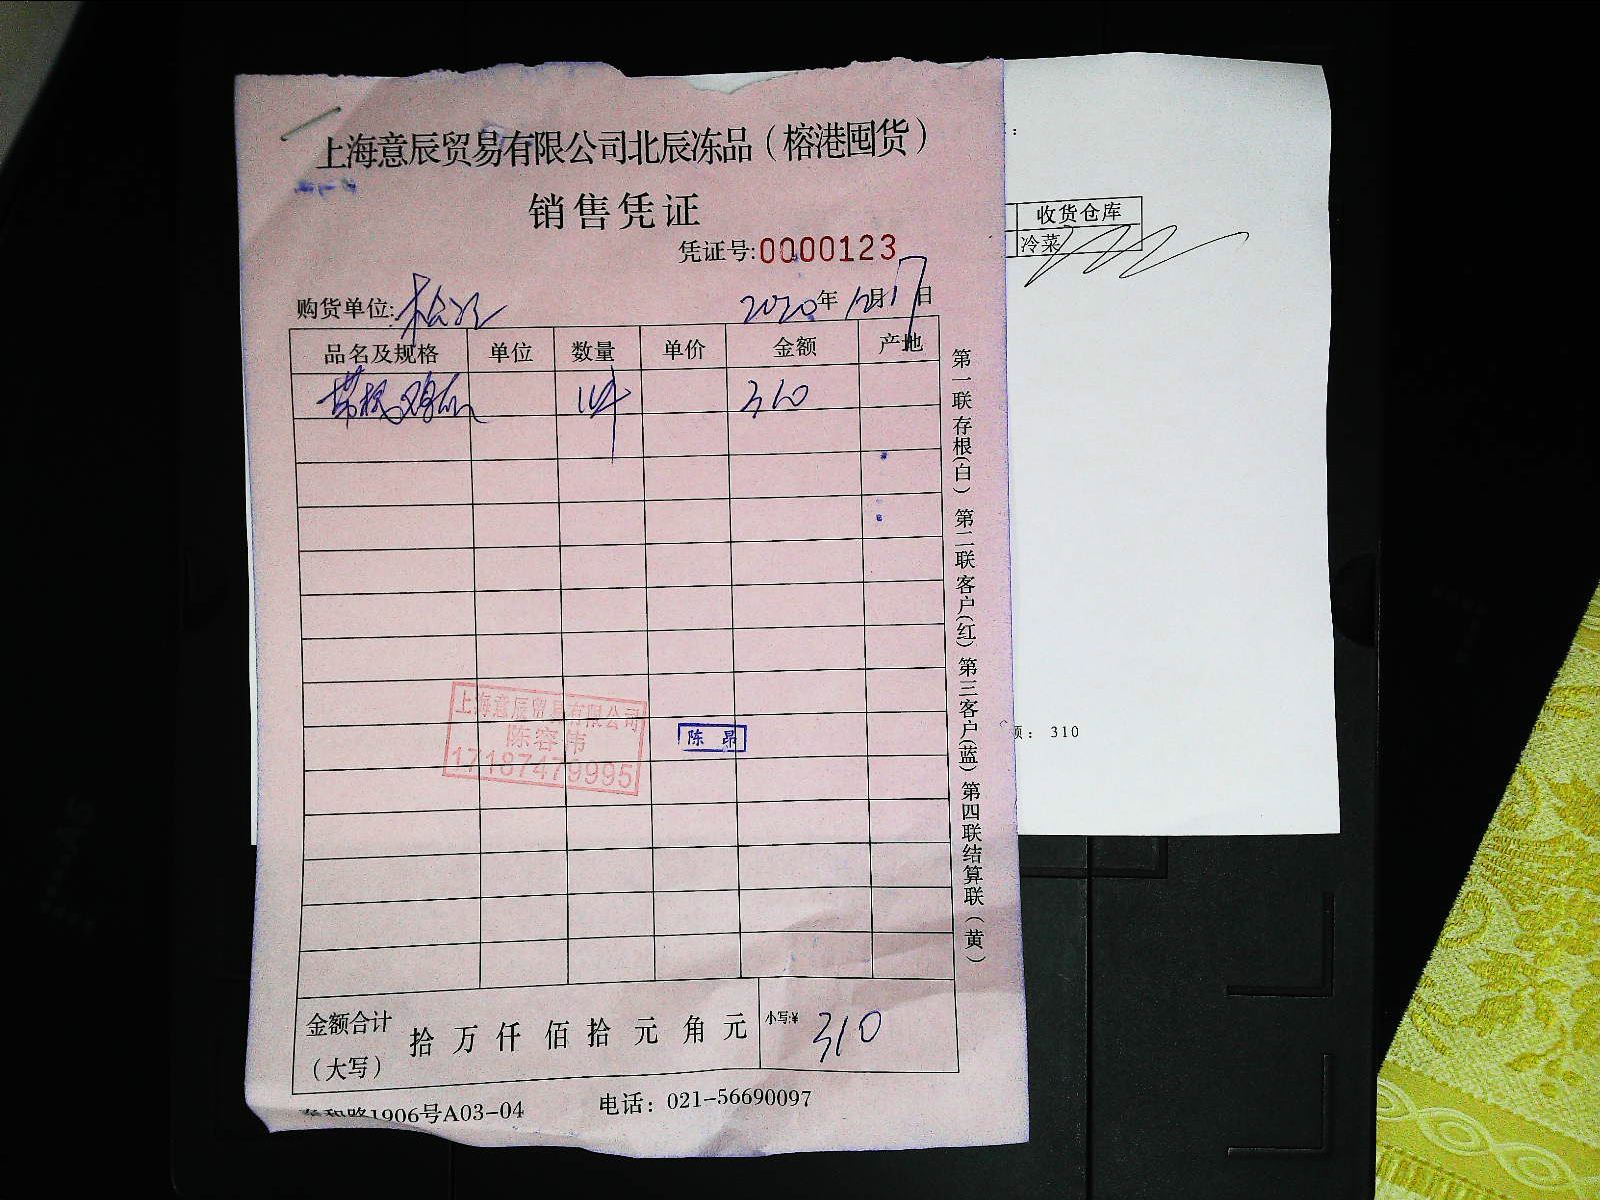 上海意辰贸易有限公司北辰冻品（榕港囤货）
销售凭证
凭证号:0000123
购货单位: 2020年12月17日
品名及规格 单位 数量 单价 金额 产地
1件 310
上海意辰贸易有限公司
陈容伟
17187479995
陈昂
金额合计（大写） 拾万仟佰拾元角元 小写:¥ 310
1906号A03-04 电话：021-56690097
第一联存根(白) 第二联客户(红) 第三客户(蓝) 第四联结算联（黄）
收货仓库
冷菜
310